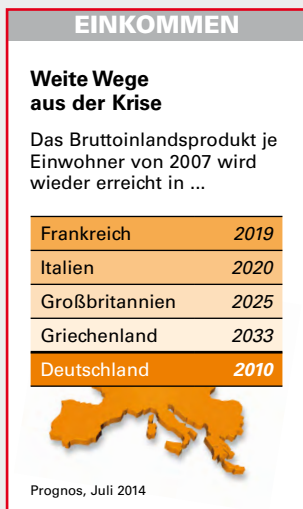 EINKOMMEN
Weite Wege
aus der Krise
Das Bruttoinlandsprodukt je
Einwohner von 2007 wird
wieder erreicht in ...
Frankreich 2019
Italien 2020
Großbritannien 2025
Griechenland 2033
Deutschland 2010
Prognos, Juli 2014